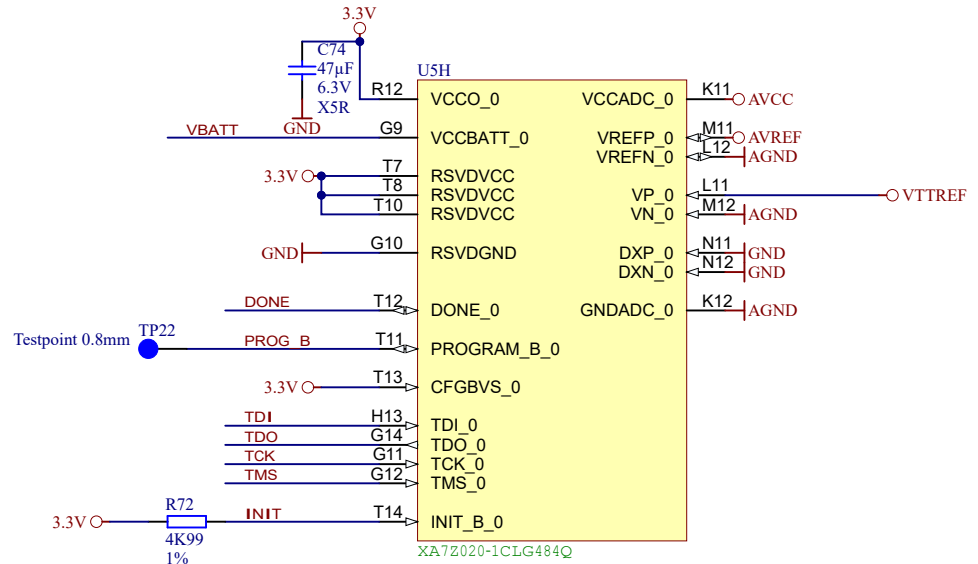 3.3V
C74
47µF
6.3V
X5R
GND
U5H
R12 VCCO_0 VCCADC_0 K11 AVCC
VBATT G9 VCCBATT_0 VREFP_0 M11 AVREF
VREFN_0 L12 AGND
3.3V T7 RSVDVCC
T8 RSVDVCC VP_0 L11 VTTREF
T10 RSVDVCC VN_0 M12 AGND
GND G10 RSVDGND DXP_0 N11 GND
DXN_0 N12 GND
DONE T12 DONE_0 GNDADC_0 K12 AGND
Testpoint 0.8mm TP22 PROG_B T11 PROGRAM_B_0
3.3V T13 CFGBVS_0
TDI H13 TDI_0
TDO G14 TDO_0
TCK G11 TCK_0
TMS G12 TMS_0
3.3V R72 INIT T14 INIT_B_0
4K99
1%
XA7Z020-1CLG484Q